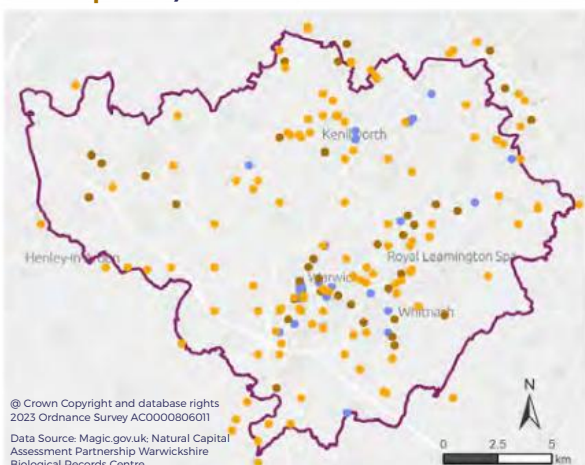 Kenilworth
Henley-in-Arden
Warwick
Royal Leamington Spa
Whitnash
@ Crown Copyright and database rights
2023 Ordnance Survey AC0000806011
Data Source: Magic.gov.uk; Natural Capital
Assessment Partnership Warwickshire
Biological Records Centre
N
0 2.5 5
km